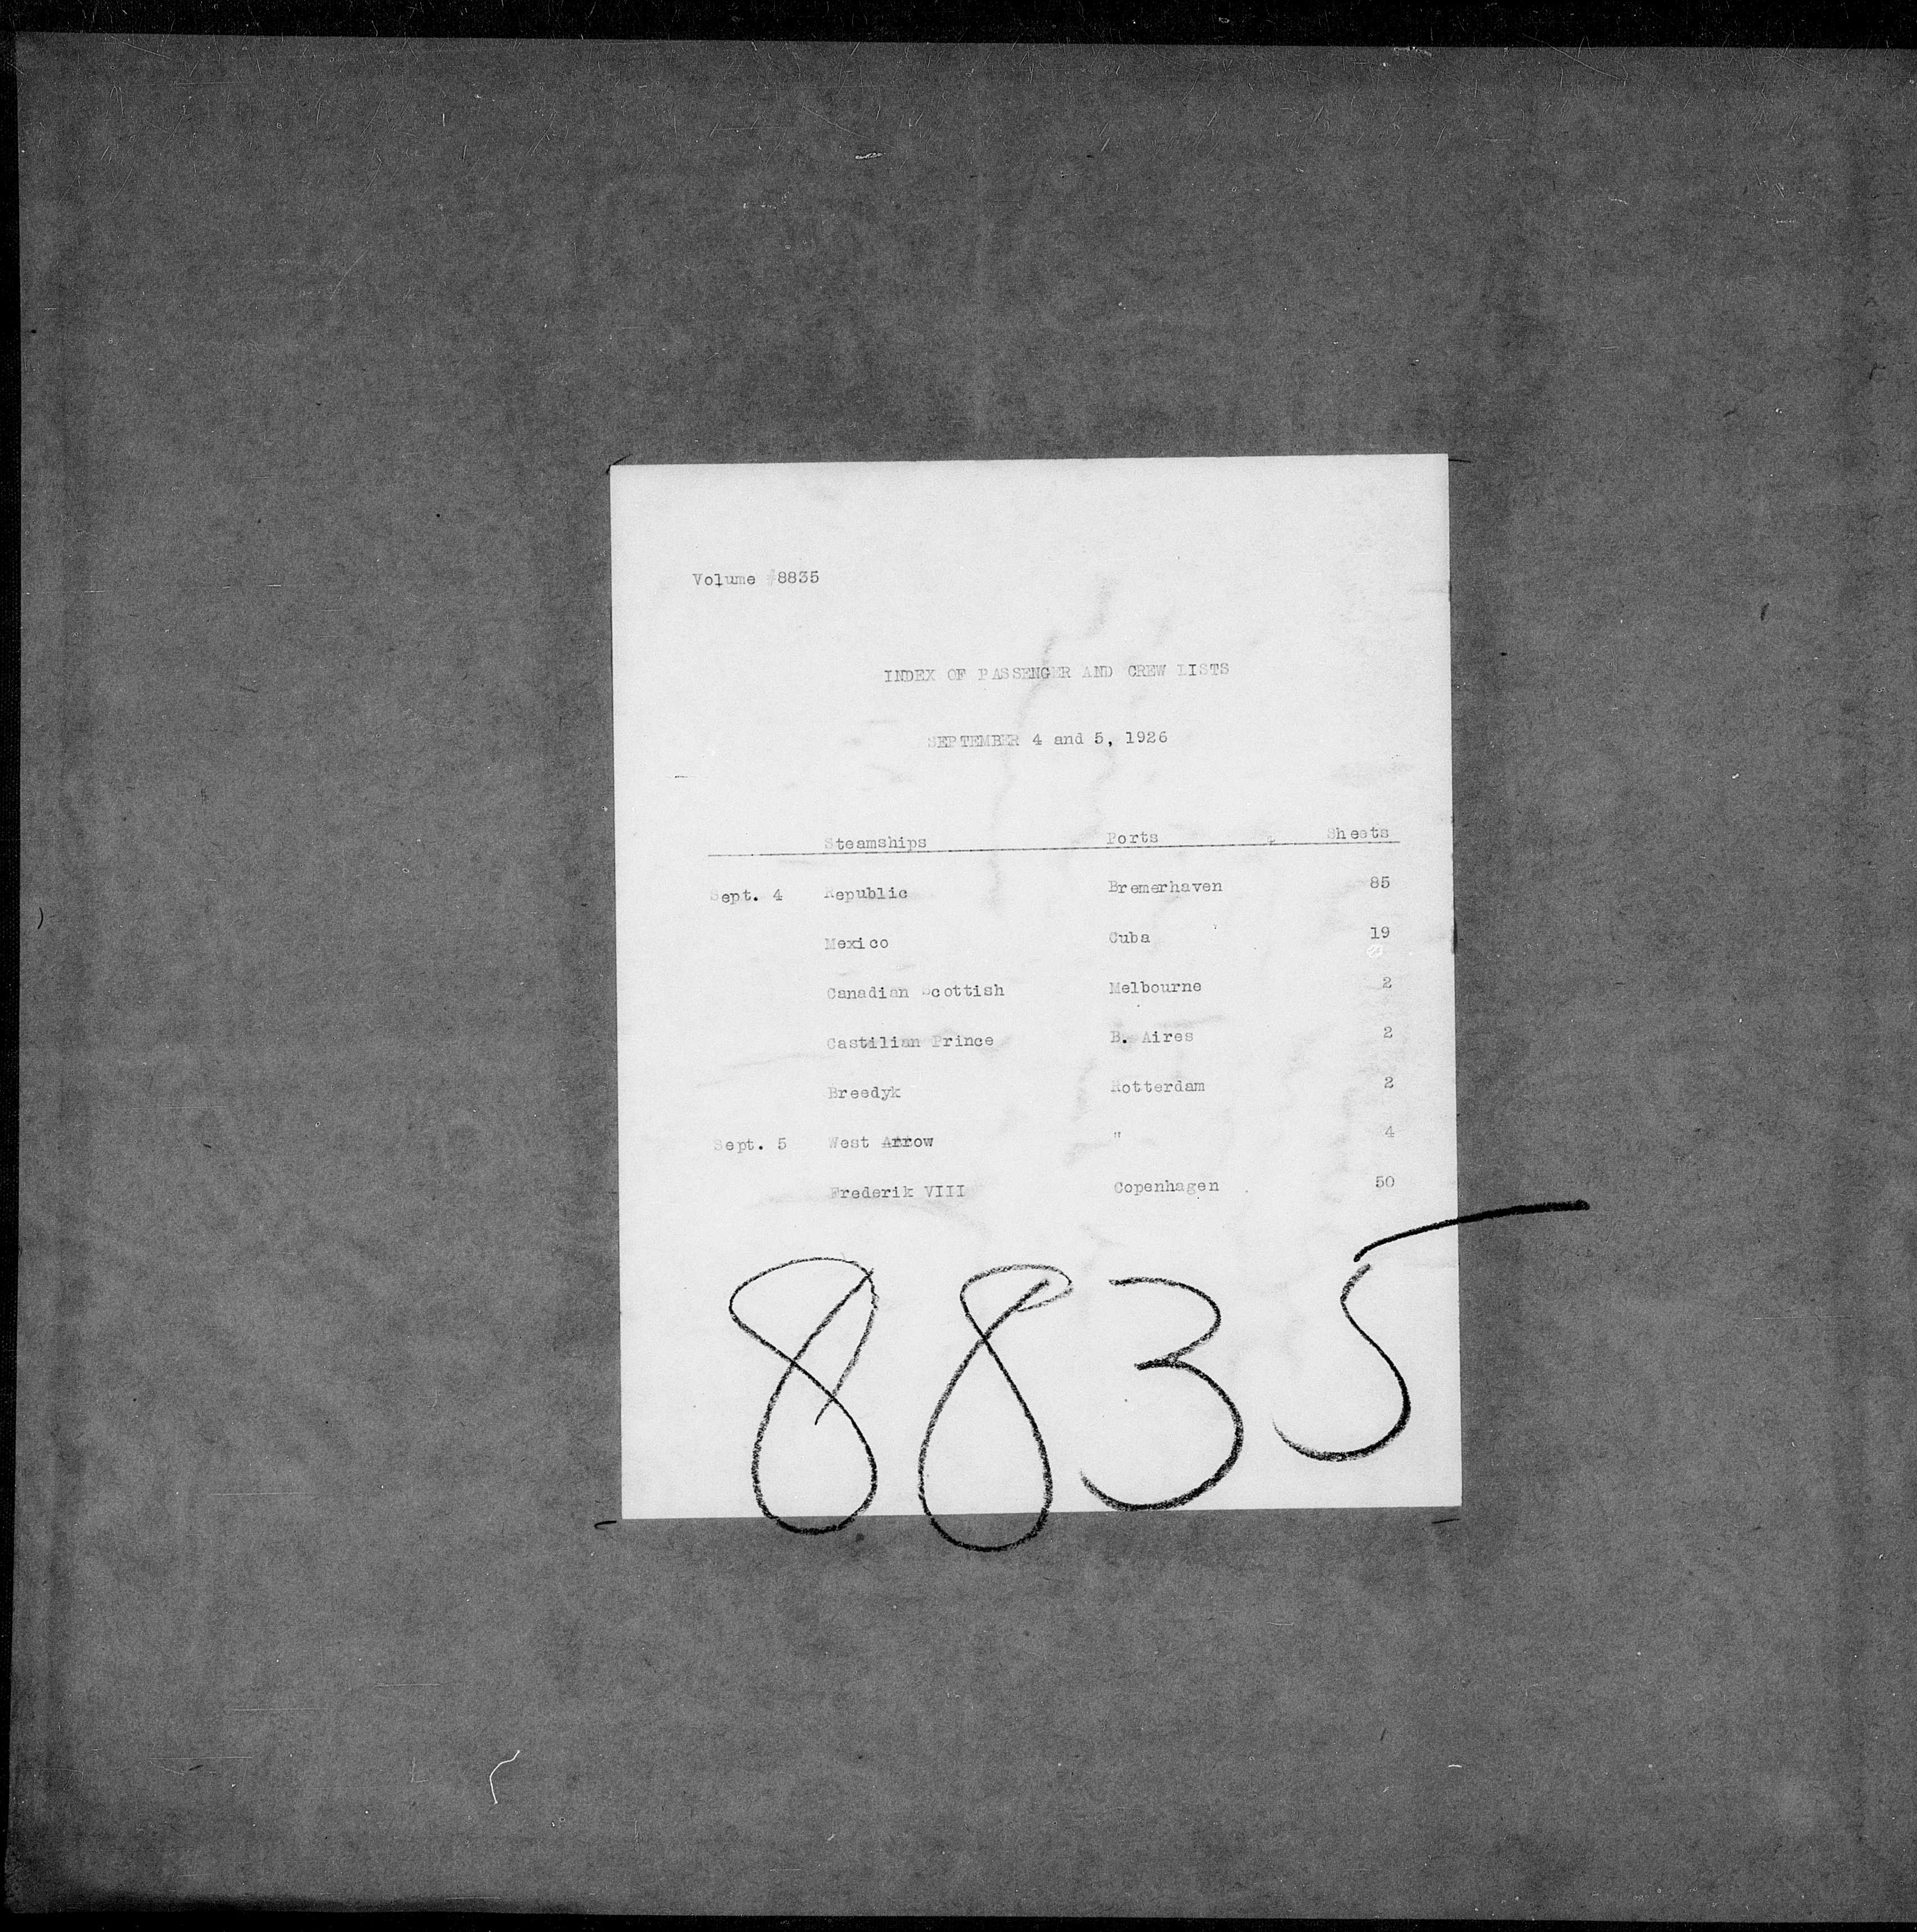 Volume #8835
INDEX OF PASSENGER AND CREW LISTS
SEPTEMBER 4 and 5, 1926
Steamships Ports Sheets
Sept. 4 Republic Bremerhaven 85
Mexico Cuba 19
Canadian Scottish Melbourne 2
Castilian Prince B. Aires 2
Breedyk Rotterdam 2
Sept. 5 West Arrow " 4
Frederik VIII Copenhagen 50
8835